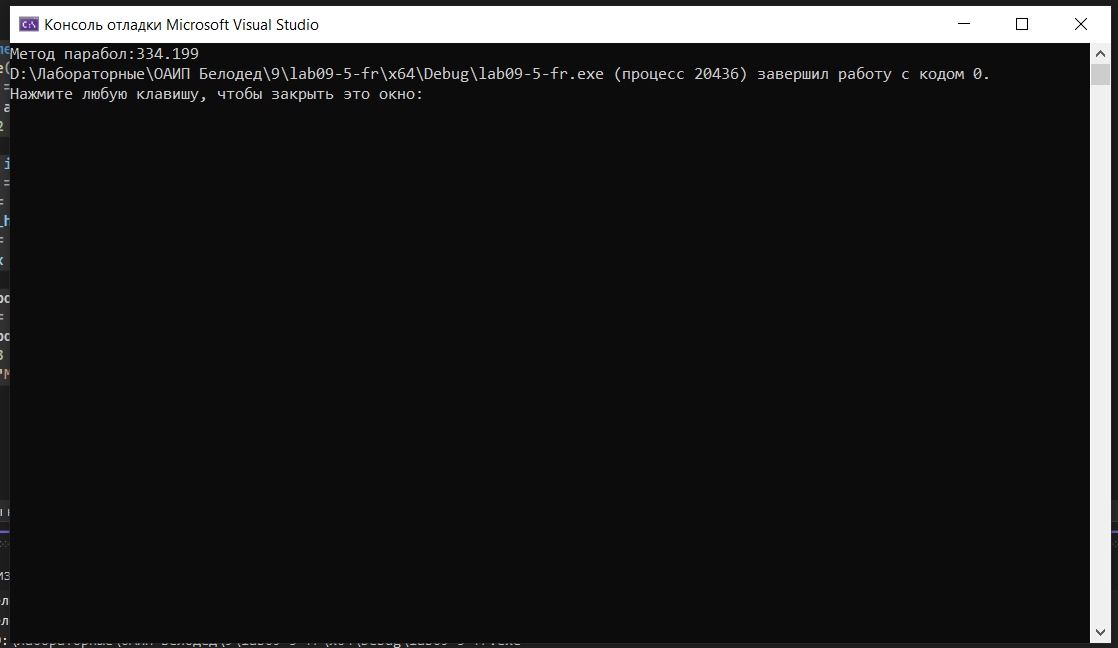 Консоль отладки Microsoft Visual Studio
Метод парабол:334.199
D:\Лабораторные\ОАИП Белодед\9\lab09-5-fr\x64\Debug\lab09-5-fr.exe (процесс 20436) завершил работу с кодом 0.
Нажмите любую клавишу, чтобы закрыть это окно: